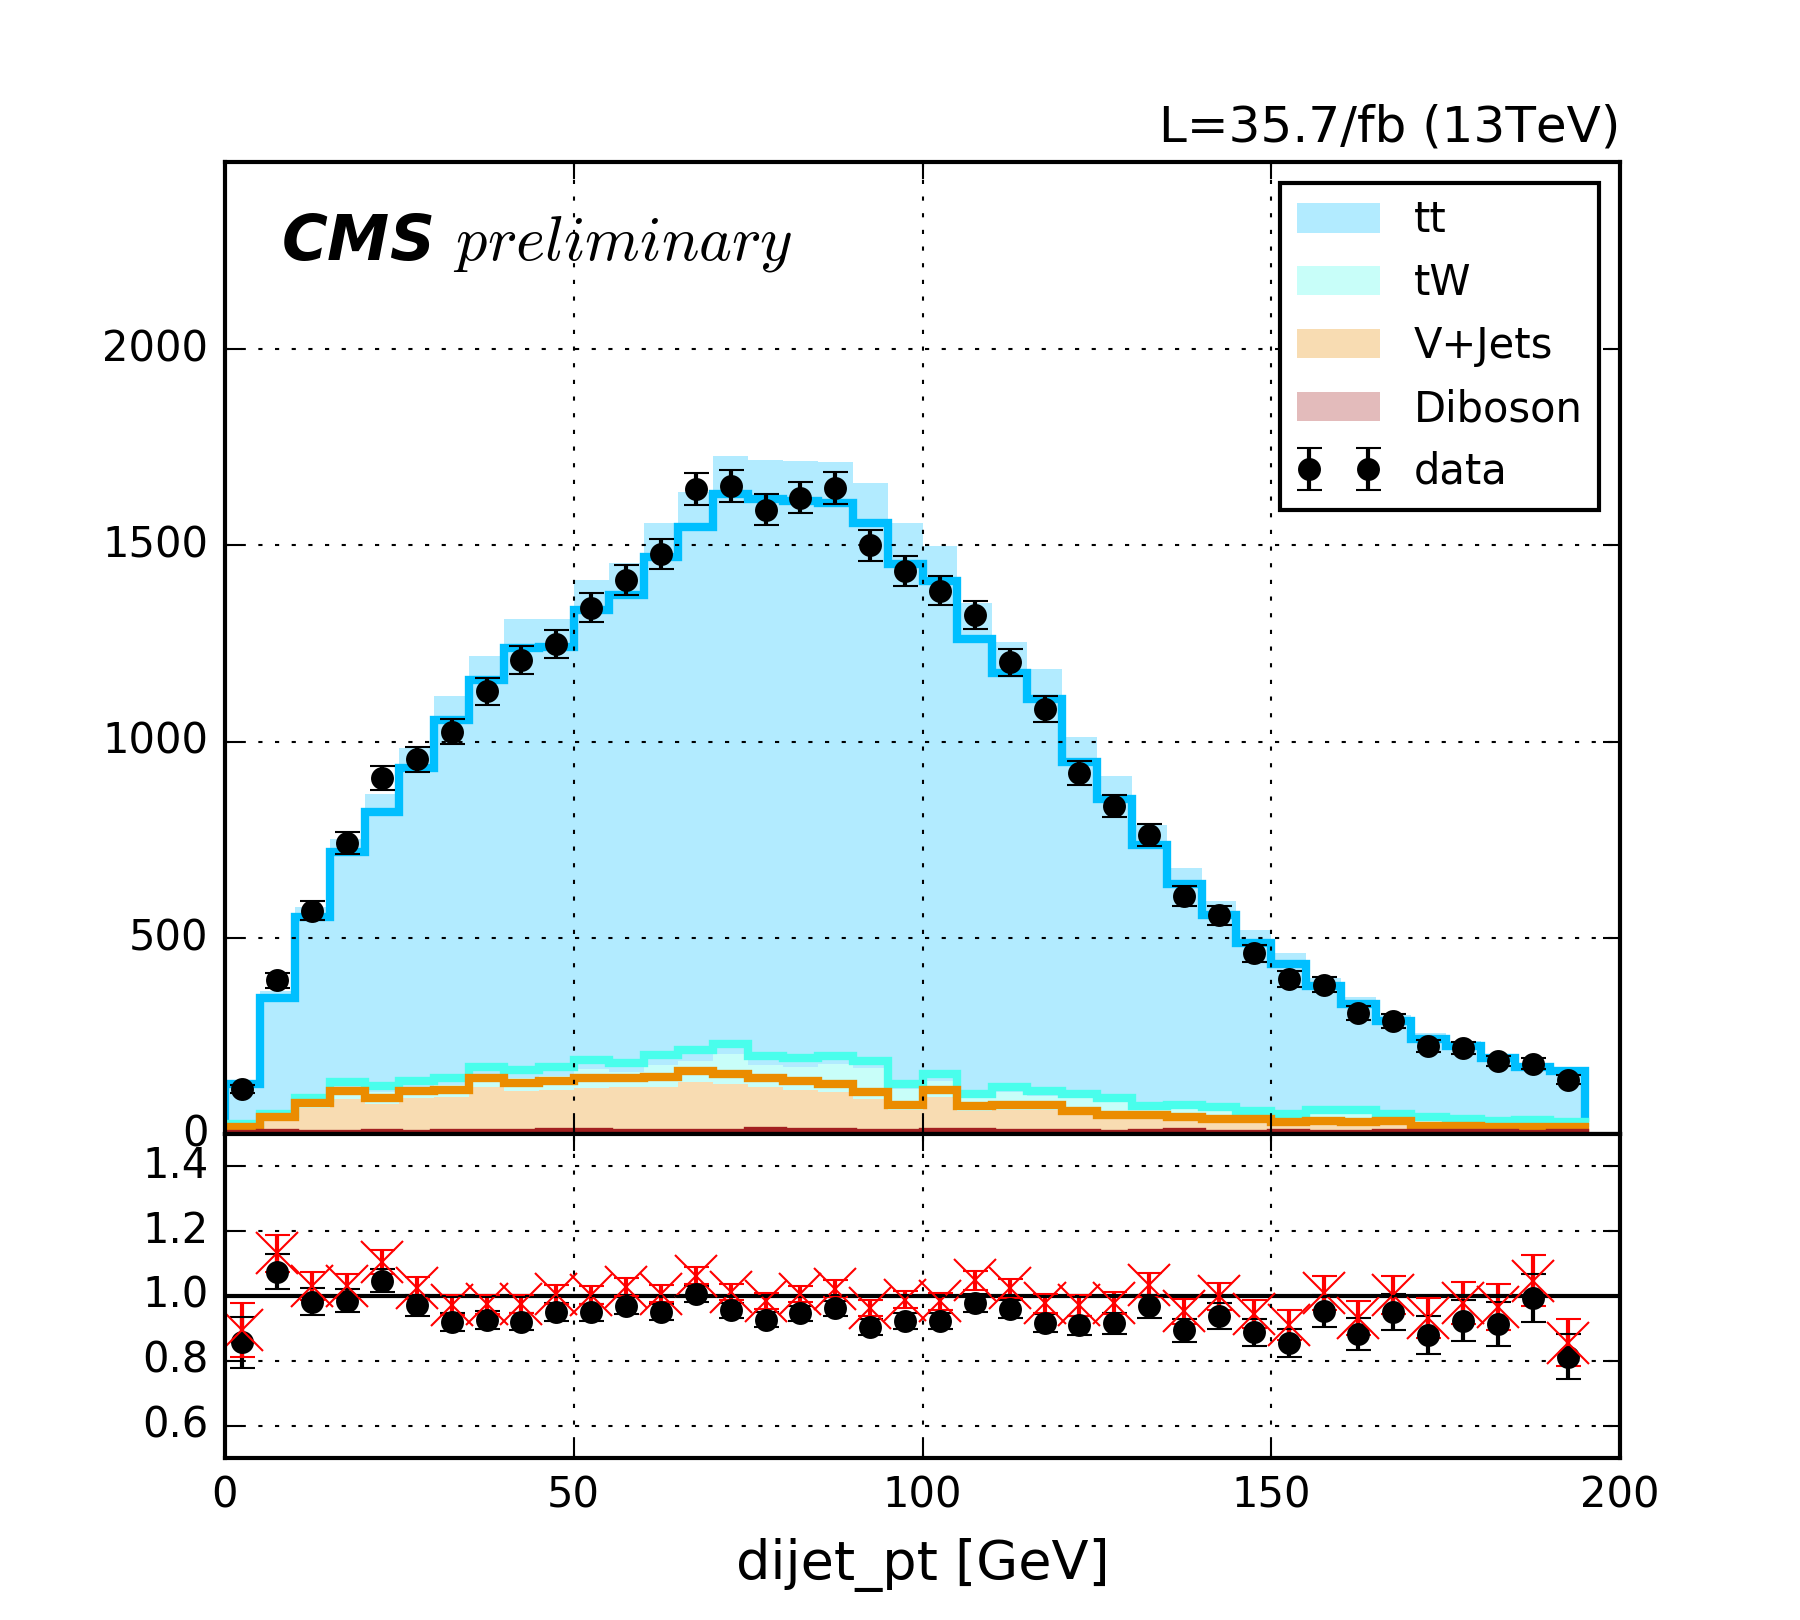 L=35.7/fb (13TeV)
CMS preliminary
tt
tW
V+Jets
Diboson
data
2000
1500
1000
500
0
1.4
1.2
1.0
0.8
0.6
0 50 100 150 200
dijet_pt [GeV]